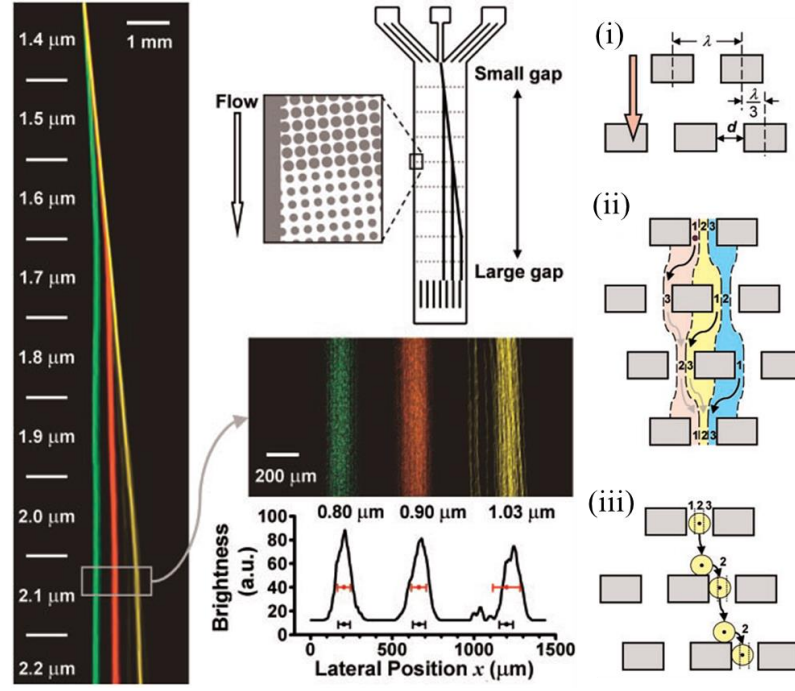 1.4 μm
1.5 μm
1.6 μm
1.7 μm
1.8 μm
1.9 μm
2.0 μm
2.1 μm
2.2 μm
1 mm
Flow
Small gap
Large gap
200 μm
0.80 μm 0.90 μm 1.03 μm
Brightness
(a.u.)
100
80
60
40
20
0
0 500 1000 1500
Lateral Position x (μm)
(i)
λ
λ
3
d
(ii)
1 2 3
3 1 2
2 3 1
1 2 3
(iii)
1 2 3
2
2